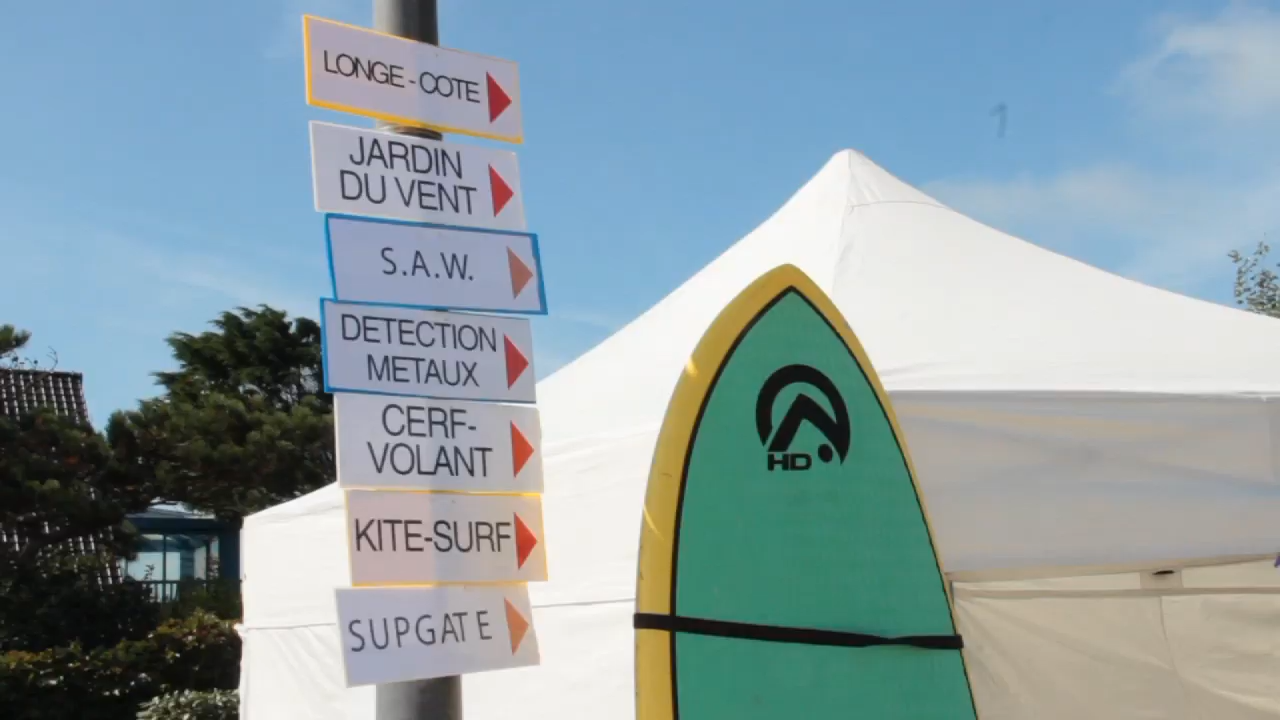 LONGE-COTE
JARDIN
DU VENT
S.A.W.
DETECTION
METAUX
CERF-
VOLANT
KITE-SURF
SUPGATE
HD